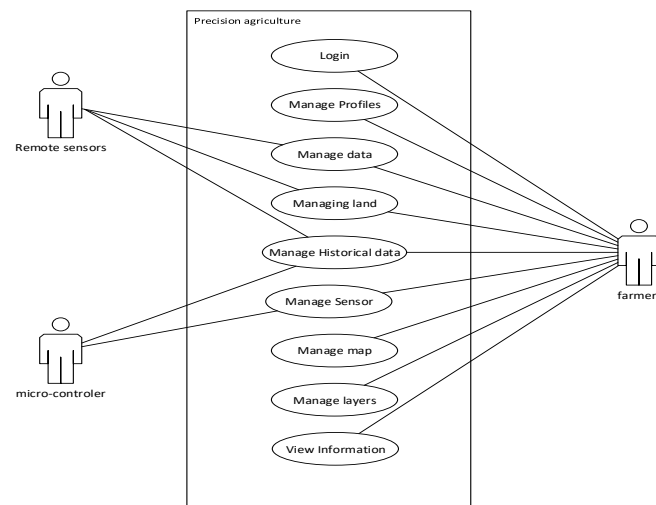 Precision agriculture
Login
Manage Profiles
Remote sensors
Manage data
Managing land
Manage Historical data
farmer
Manage Sensor
Manage map
micro-controler
Manage layers
View Information